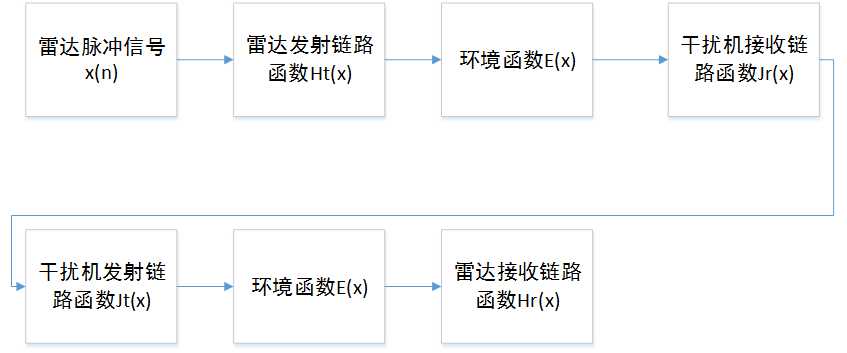 雷达脉冲信号
x(n)
雷达发射链路
函数Ht(x)
环境函数E(x)
干扰机接收链
路函数Jr(x)
干扰机发射链
路函数Jt(x)
环境函数E(x)
雷达接收链路
函数Hr(x)